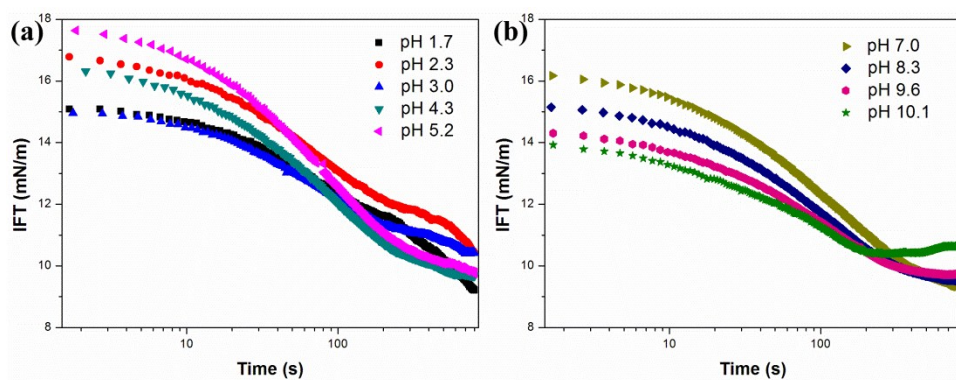 (a)
18
16
14
12
10
8
IFT (mN/m)
10
100
Time (s)
pH 1.7
pH 2.3
pH 3.0
pH 4.3
pH 5.2
(b)
18
16
14
12
10
8
IFT (mN/m)
10
100
Time (s)
pH 7.0
pH 8.3
pH 9.6
pH 10.1